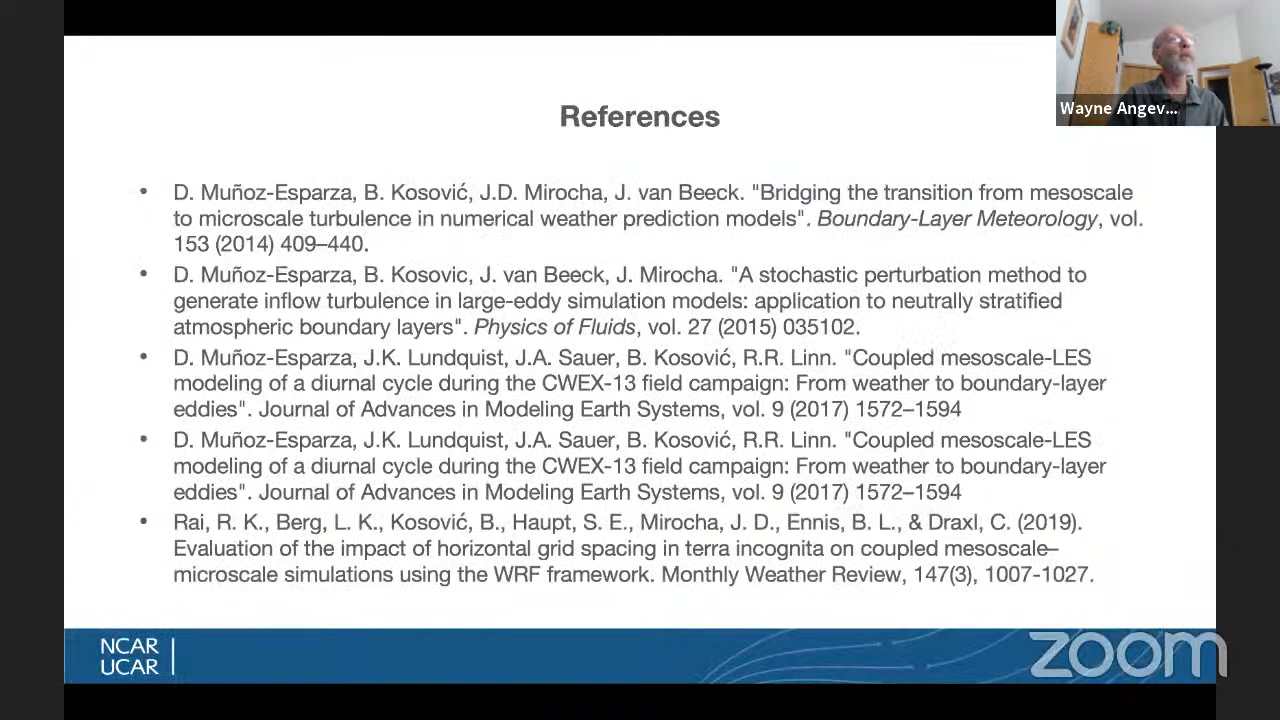 References
Wayne Angev...
• D. Muñoz-Esparza, B. Kosović, J.D. Mirocha, J. van Beeck. "Bridging the transition from mesoscale
to microscale turbulence in numerical weather prediction models". Boundary-Layer Meteorology, vol.
153 (2014) 409–440.
• D. Muñoz-Esparza, B. Kosovic, J. van Beeck, J. Mirocha. "A stochastic perturbation method to
generate inflow turbulence in large-eddy simulation models: application to neutrally stratified
atmospheric boundary layers". Physics of Fluids, vol. 27 (2015) 035102.
• D. Muñoz-Esparza, J.K. Lundquist, J.A. Sauer, B. Kosović, R.R. Linn. "Coupled mesoscale-LES
modeling of a diurnal cycle during the CWEX-13 field campaign: From weather to boundary-layer
eddies". Journal of Advances in Modeling Earth Systems, vol. 9 (2017) 1572–1594
• D. Muñoz-Esparza, J.K. Lundquist, J.A. Sauer, B. Kosović, R.R. Linn. "Coupled mesoscale-LES
modeling of a diurnal cycle during the CWEX-13 field campaign: From weather to boundary-layer
eddies". Journal of Advances in Modeling Earth Systems, vol. 9 (2017) 1572–1594
• Rai, R. K., Berg, L. K., Kosović, B., Haupt, S. E., Mirocha, J. D., Ennis, B. L., & Draxl, C. (2019).
Evaluation of the impact of horizontal grid spacing in terra incognita on coupled mesoscale–
microscale simulations using the WRF framework. Monthly Weather Review, 147(3), 1007-1027.
NCAR
UCAR
zoom